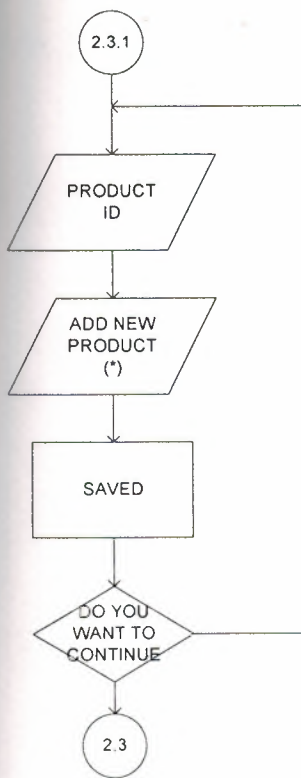 2.3.1
PRODUCT
ID
ADD NEW
PRODUCT
(*)
SAVED
DO YOU
WANT TO
CONTINUE
2.3